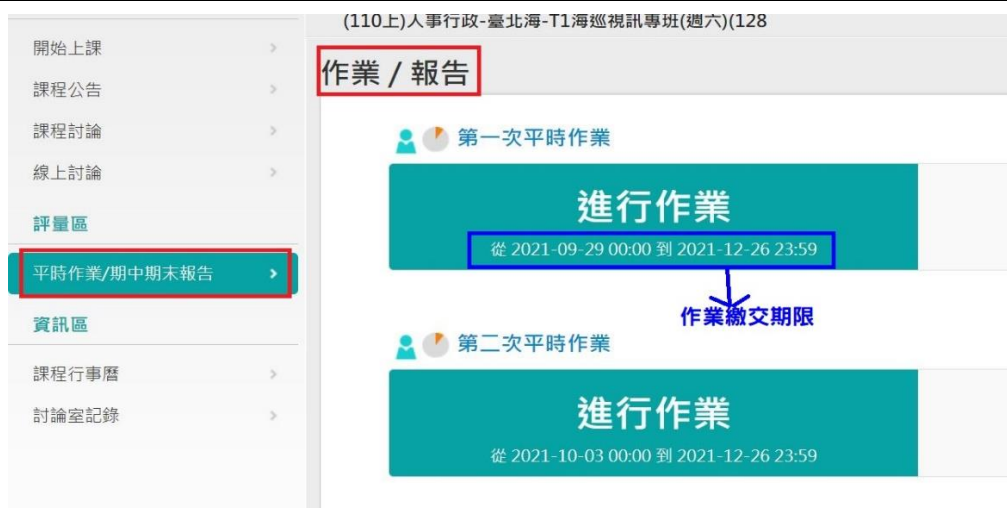 (110上)人事行政-臺北海-T1海巡視訊專班(週六)(128
開始上課
課程公告
課程討論
線上討論
評量區
平時作業/期中期末報告
資訊區
課程行事曆
討論室記錄
作業 / 報告
第一次平時作業
進行作業
從 2021-09-29 00:00 到 2021-12-26 23:59
作業繳交期限
第二次平時作業
進行作業
從 2021-10-03 00:00 到 2021-12-26 23:59